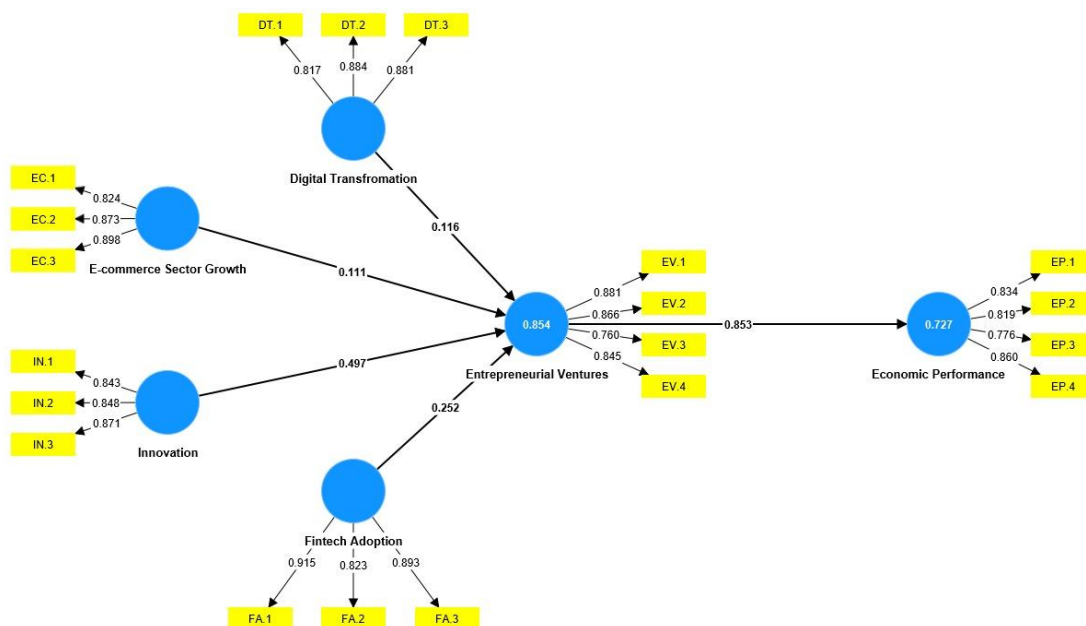 DT.1 DT.2 DT.3
0.817 0.884 0.881
Digital Transfromation
EC.1
EC.2
EC.3
0.824
0.873
0.898
E-commerce Sector Growth
0.116
0.111
IN.1
IN.2
IN.3
0.843
0.848
0.871
Innovation
0.497
0.252
0.854
Entrepreneurial Ventures
0.881
0.866
0.760
0.845
EV.1
EV.2
EV.3
EV.4
0.853
0.727
Economic Performance
0.834
0.819
0.776
0.860
EP.1
EP.2
EP.3
EP.4
Fintech Adoption
0.915 0.823 0.893
FA.1 FA.2 FA.3